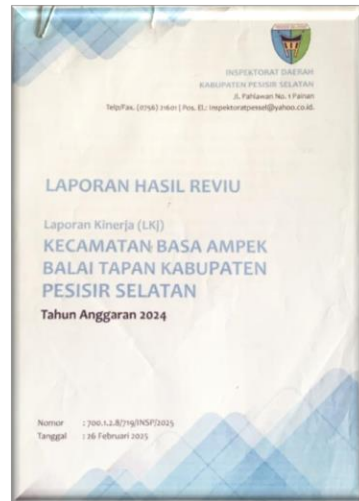 INSPEKTORAT DAERAH
KABUPATEN PESISIR SELATAN
Jl. Pahlawan No. 1 Painan
Telp/Fax. (0756) 21601 | Pos. El.: inspektoratpessel@yahoo.co.id.
LAPORAN HASIL REVIU
Laporan Kinerja (LKj)
KECAMATAN BASA AMPEK
BALAI TAPAN KABUPATEN
PESISIR SELATAN
Tahun Anggaran 2024
Nomor : 700.1.2.8/719/INSP/2025
Tanggal : 26 Februari 2025